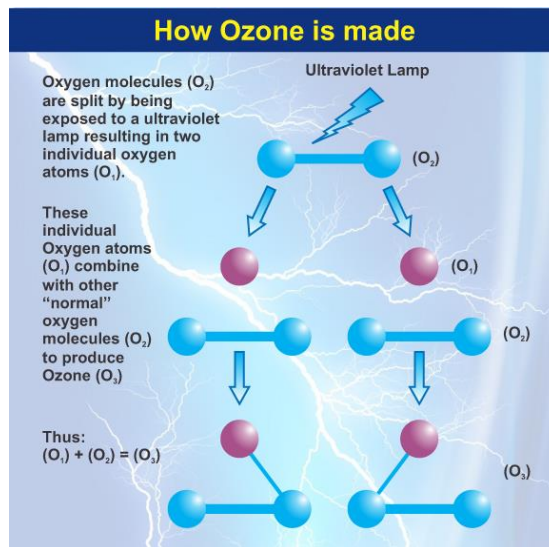 How Ozone is made
Ultraviolet Lamp
Oxygen molecules (O₂)
are split by being
exposed to a ultraviolet
lamp resulting in two
individual oxygen
atoms (O₁).
(O₂)
These
individual
Oxygen atoms
(O₁) combine
with other
“normal”
oxygen
molecules (O₂)
to produce
Ozone (O₃)
(O₁)
(O₂)
Thus:
(O₁) + (O₂) = (O₃)
(O₃)